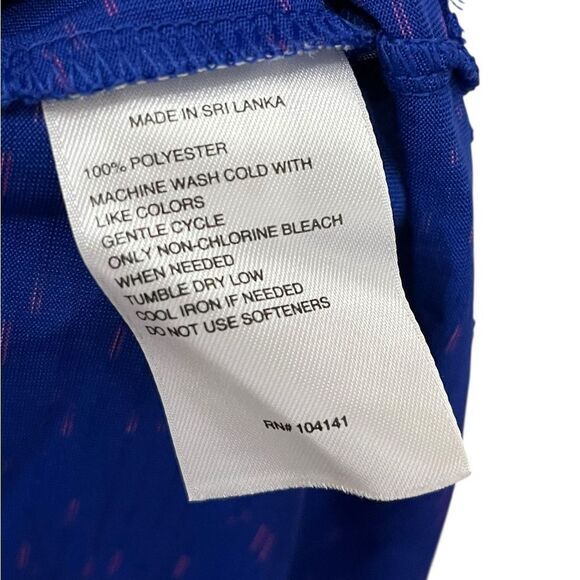 MADE IN SRI LANKA
100% POLYESTER
MACHINE WASH COLD WITH
LIKE COLORS
GENTLE CYCLE
ONLY NON-CHLORINE BLEACH
WHEN NEEDED
TUMBLE DRY LOW
COOL IRON IF NEEDED
DO NOT USE SOFTENERS
RN# 104141